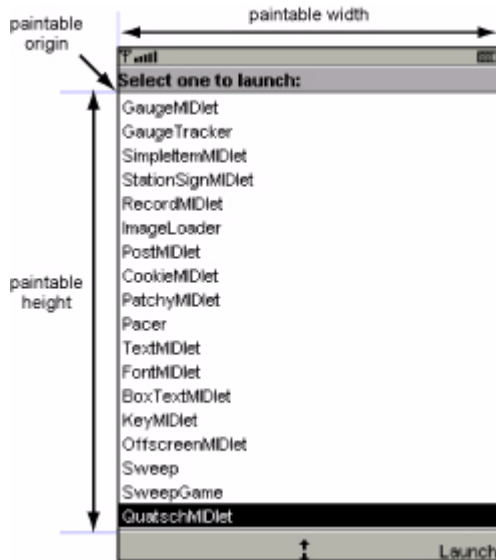 paintable width
paintable
origin
Select one to launch:
GaugeMIDlet
GaugeTracker
SimpleItemMIDlet
StationSignMIDlet
RecordMIDlet
ImageLoader
PostMIDlet
CookieMIDlet
paintable
height
PatchyMIDlet
Pacer
TextMIDlet
FontMIDlet
BoxTextMIDlet
KeyMIDlet
OffscreenMIDlet
Sweep
SweepGame
QuatschMIDlet
Launch